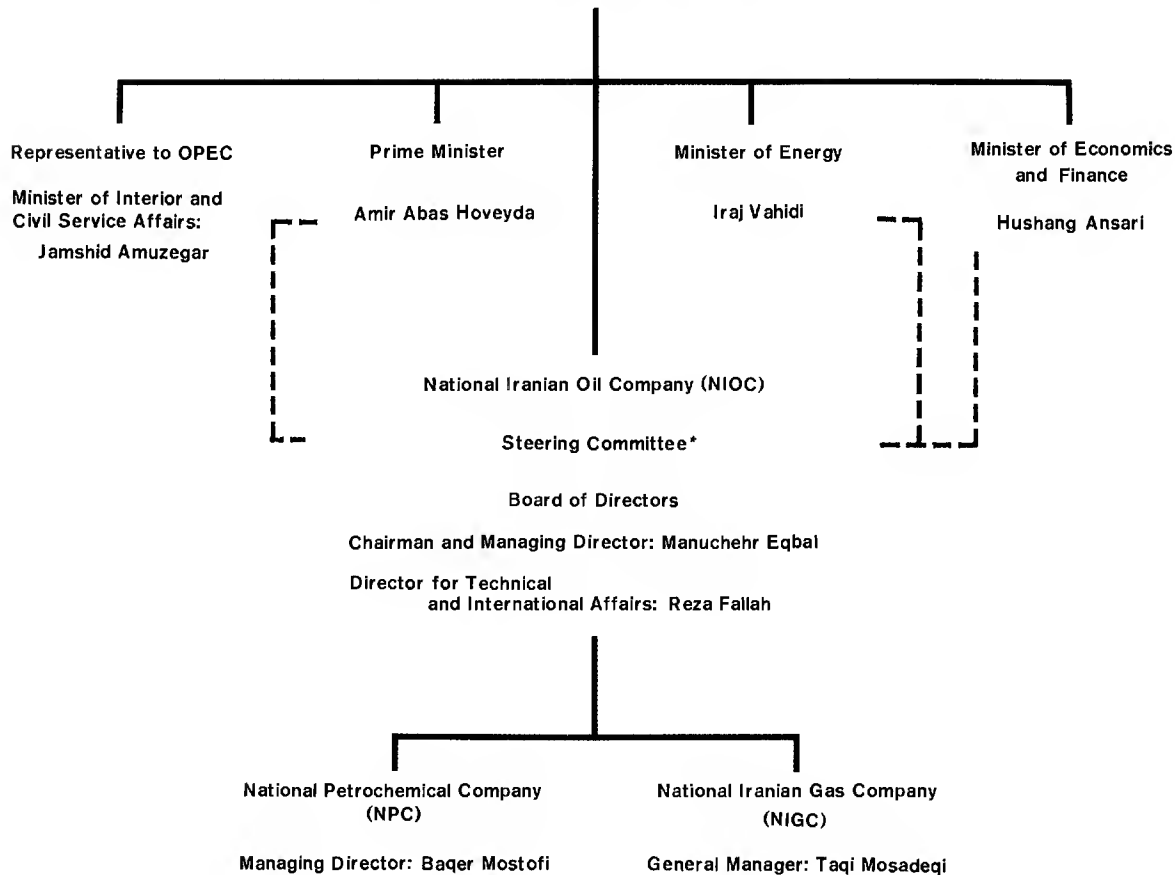 Representative to OPEC
Minister of Interior and
Civil Service Affairs:
Jamshid Amuzegar
Prime Minister
Amir Abas Hoveyda
Minister of Energy
Iraj Vahidi
Minister of Economics
and Finance
Hushang Ansari
National Iranian Oil Company (NIOC)
Steering Committee*
Board of Directors
Chairman and Managing Director: Manuchehr Eqbal
Director for Technical
and International Affairs: Reza Fallah
National Petrochemical Company
(NPC)
Managing Director: Baqer Mostofi
National Iranian Gas Company
(NIGC)
General Manager: Taqi Mosadeqi